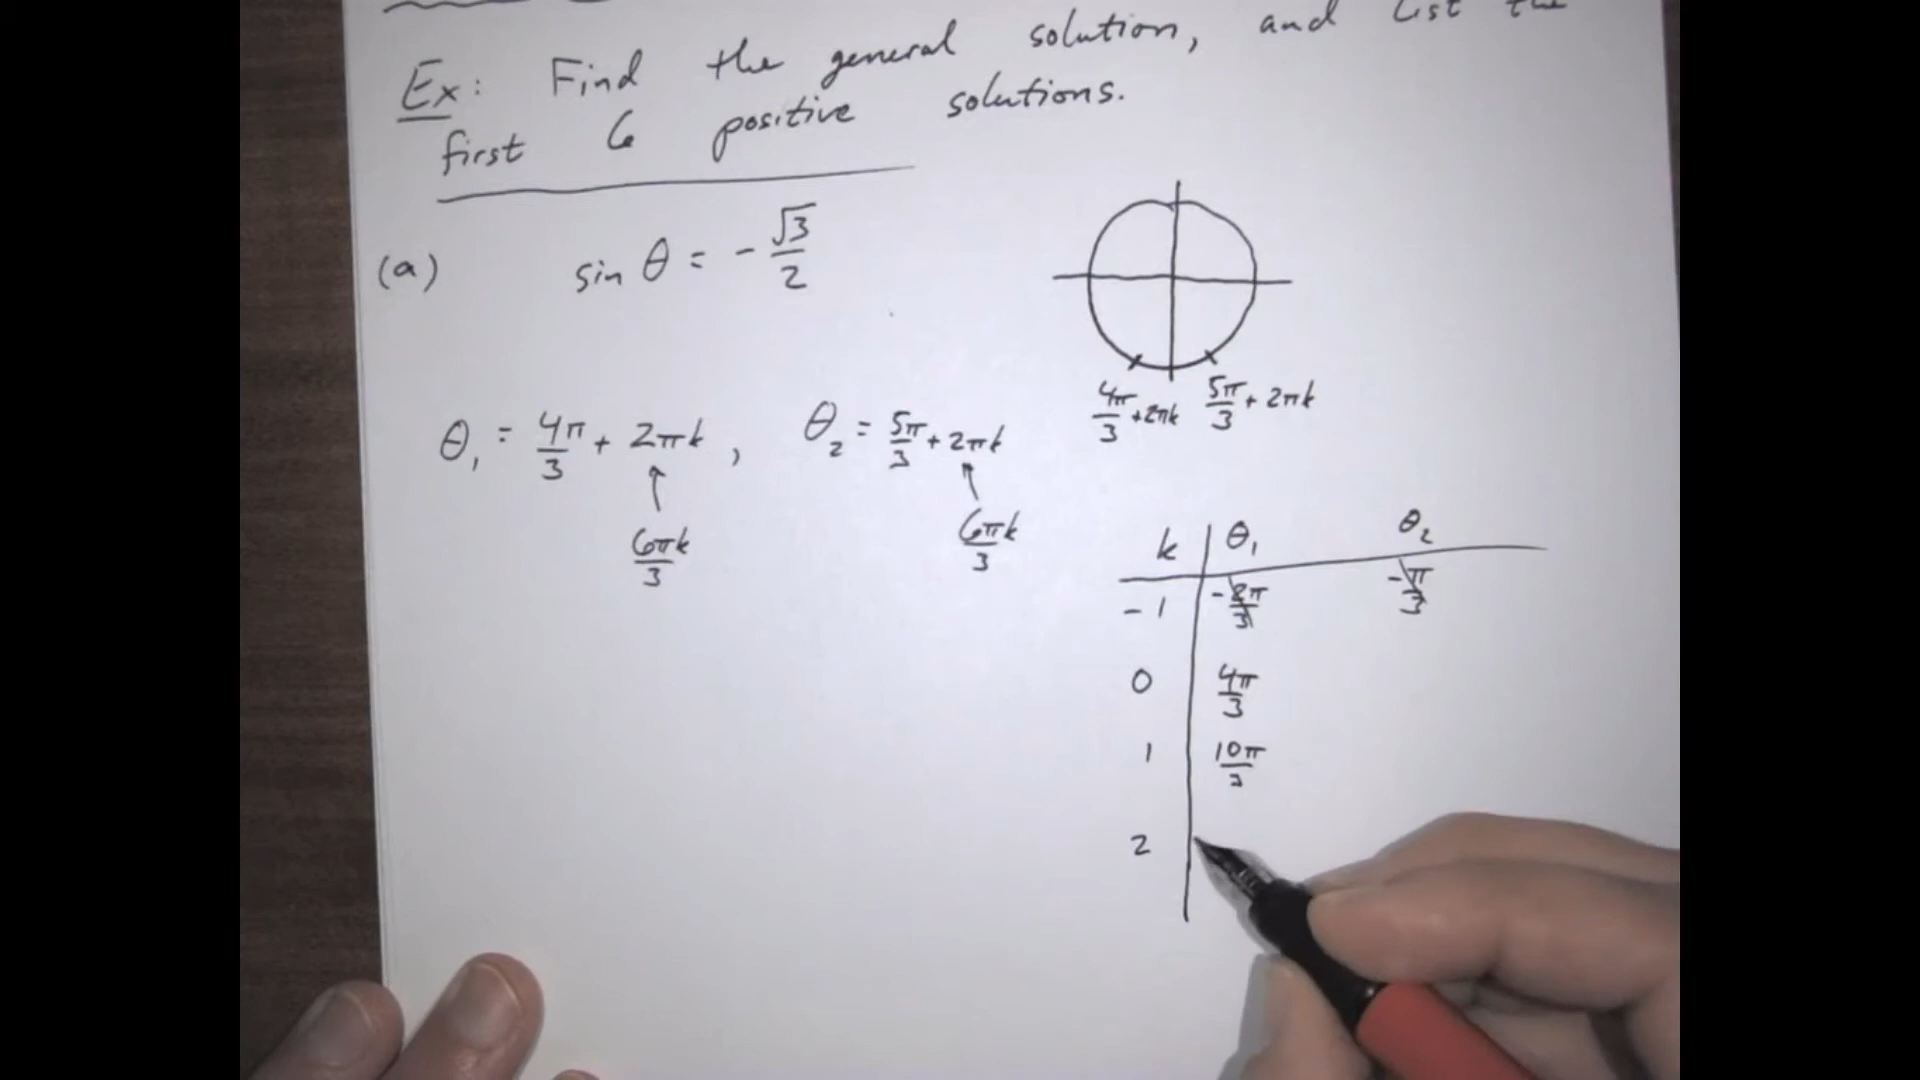 Ex: Find the general solution, and list the
first 6 positive solutions.
(a) sin θ = - √3/2
4π/3 + 2πk 5π/3 + 2πk
θ₁ = 4π/3 + 2πk , θ₂ = 5π/3 + 2πk
↑ ↑
6πk/3 6πk/3
k θ₁ θ₂
-1 -2π/3 -π/3
0 4π/3
1 10π/3
2